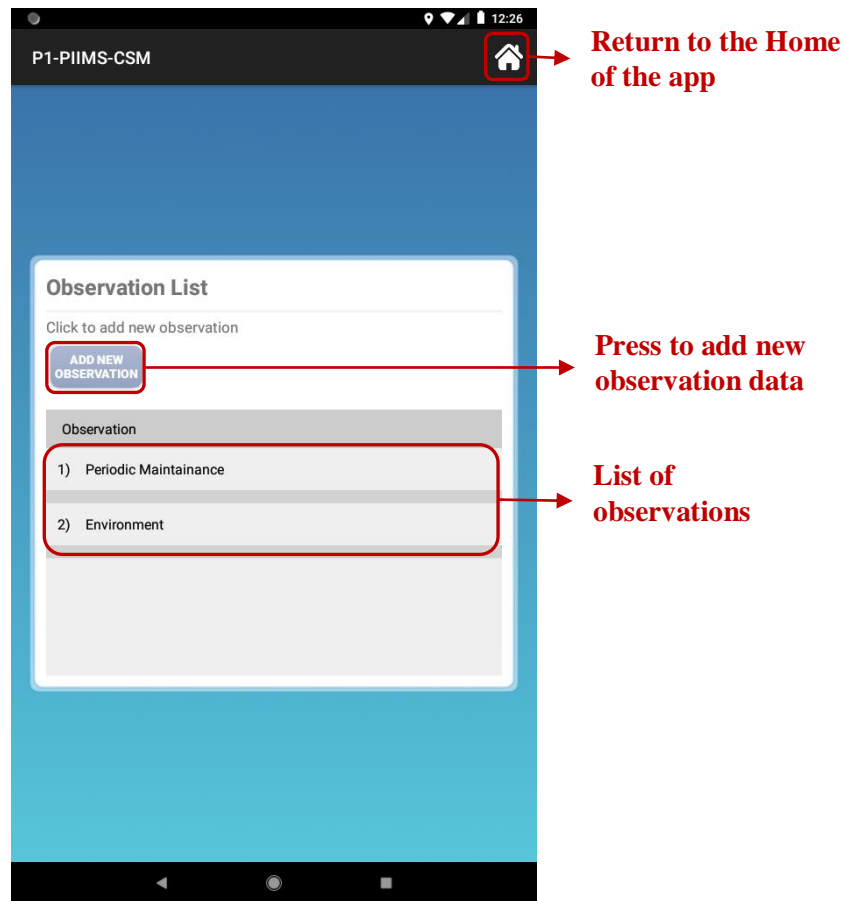 12:26
P1-PIIMS-CSM
Return to the Home
of the app
Observation List
Click to add new observation
ADD NEW
OBSERVATION
Press to add new
observation data
Observation
1) Periodic Maintainance
2) Environment
List of
observations